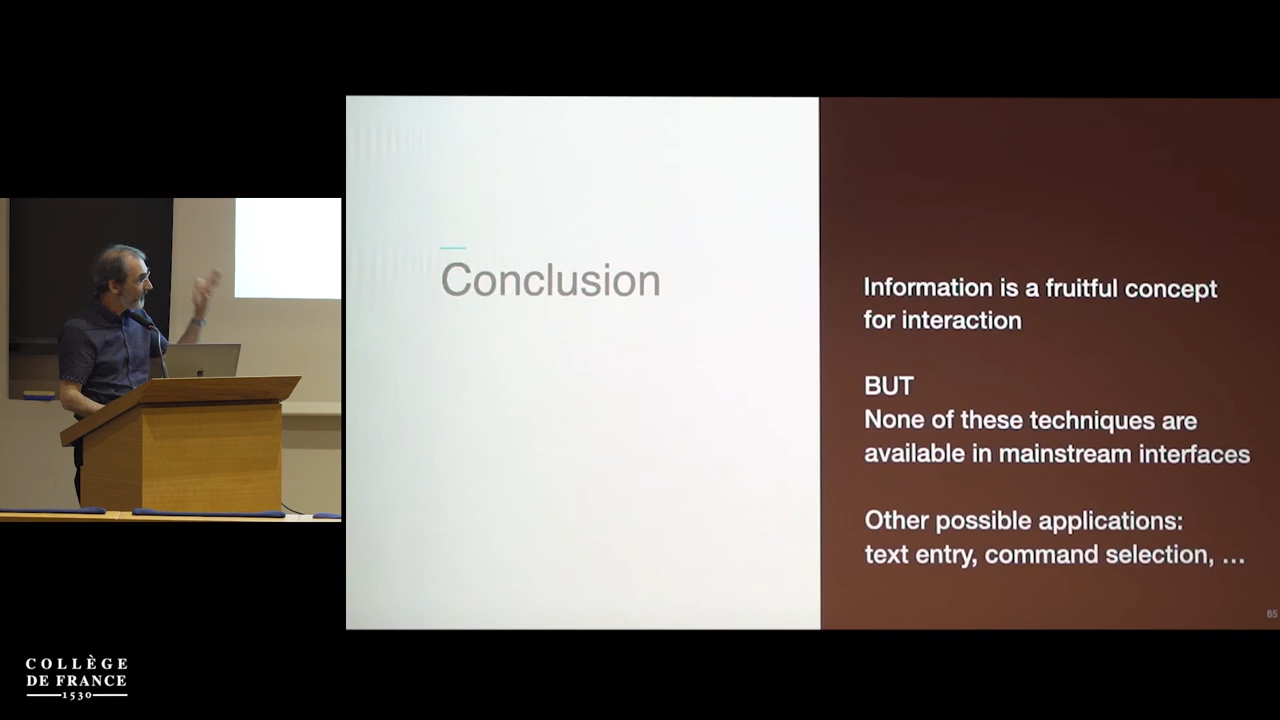 Conclusion
Information is a fruitful concept
for interaction
BUT
None of these techniques are
available in mainstream interfaces
Other possible applications:
text entry, command selection, …
85
COLLÈGE
DE FRANCE
1530